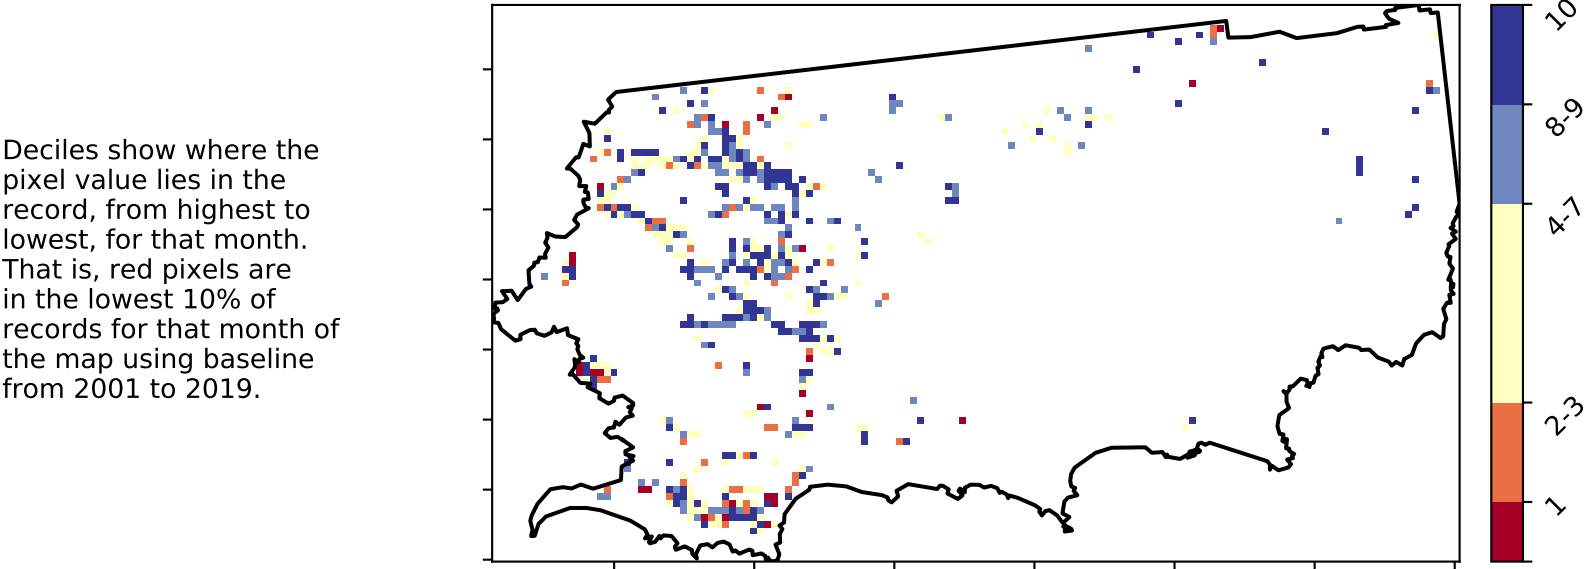 Deciles show where the
pixel value lies in the
record, from highest to
lowest, for that month.
That is, red pixels are
in the lowest 10% of
records for that month of
the map using baseline
from 2001 to 2019.
10
8-9
4-7
2-3
1